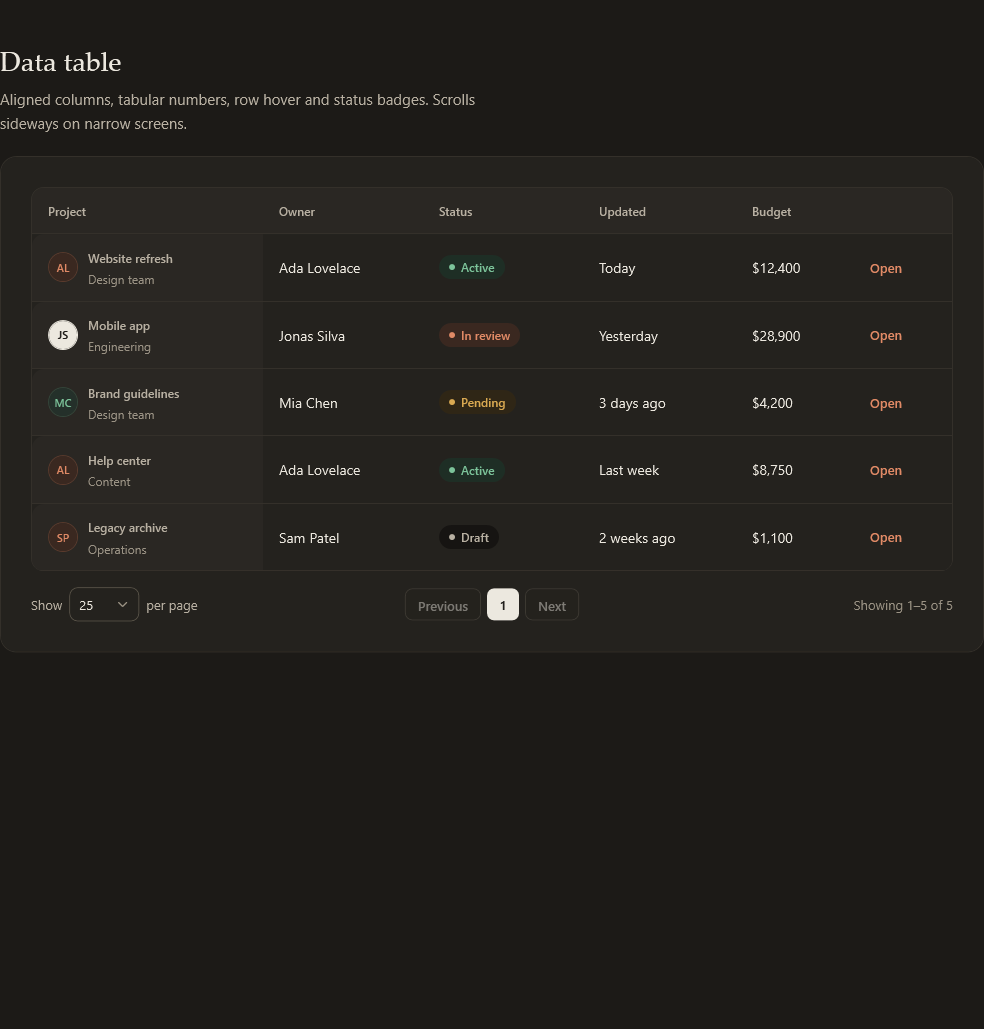 Data table
Aligned columns, tabular numbers, row hover and status badges. Scrolls
sideways on narrow screens.
Project Owner Status Updated Budget
AL Website refresh Design team Ada Lovelace Active Today $12,400 Open
JS Mobile app Engineering Jonas Silva In review Yesterday $28,900 Open
MC Brand guidelines Design team Mia Chen Pending 3 days ago $4,200 Open
AL Help center Content Ada Lovelace Active Last week $8,750 Open
SP Legacy archive Operations Sam Patel Draft 2 weeks ago $1,100 Open
Show 25 per page Previous 1 Next Showing 1–5 of 5